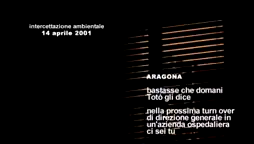 intercettazione ambientale
14 aprile 2001
ARAGONA
bastasse che domani
Totò gli dice
nella prossima turn over
di direzione generale in
un'azienda ospedaliera
ci sei tu